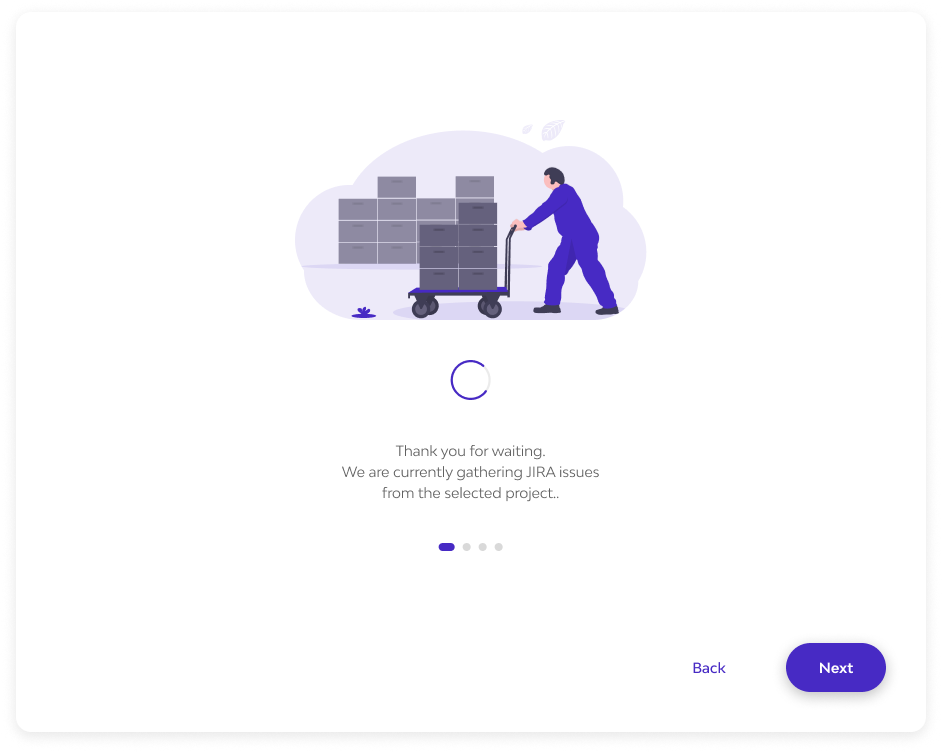 Thank you for waiting.
We are currently gathering JIRA issues
from the selected project..
Back
Next